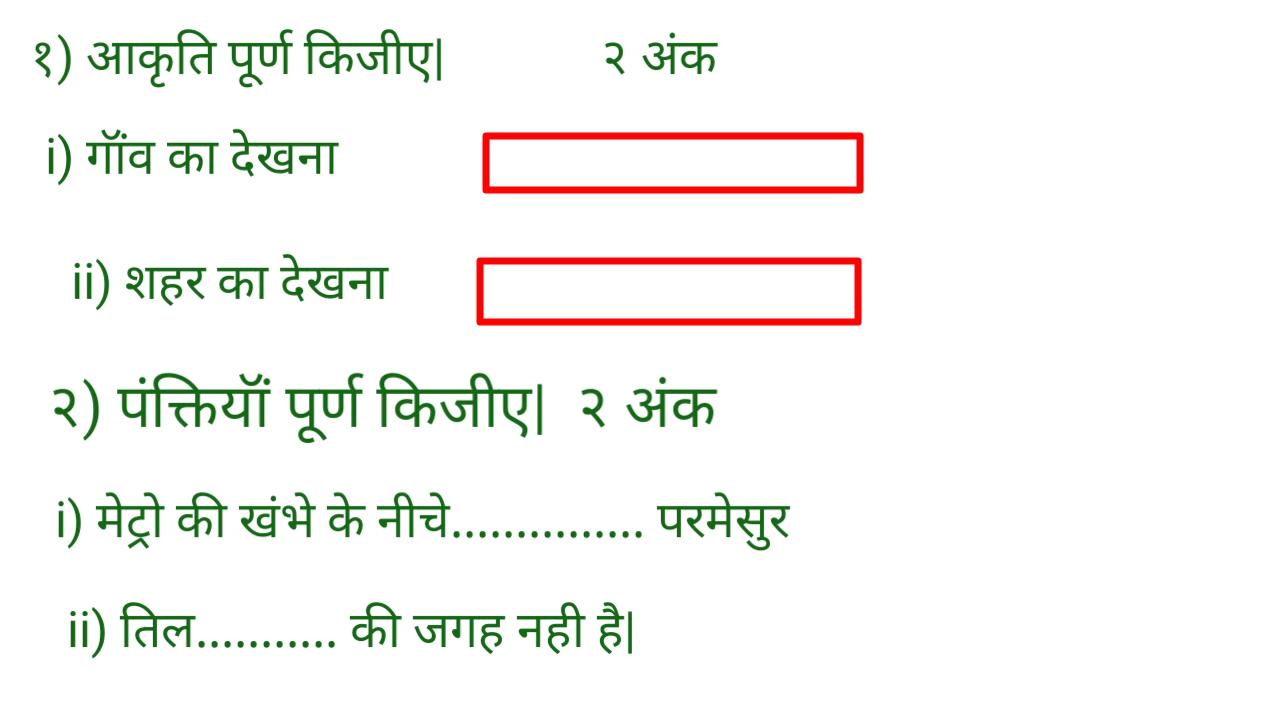 १) आकृति पूर्ण किजीए| २ अंक
i) गॉंव का देखना
ii) शहर का देखना
२) पंक्तियॉं पूर्ण किजीए| २ अंक
i) मेट्रो की खंभे के नीचे............... परमेसुर
ii) तिल........... की जगह नही है|